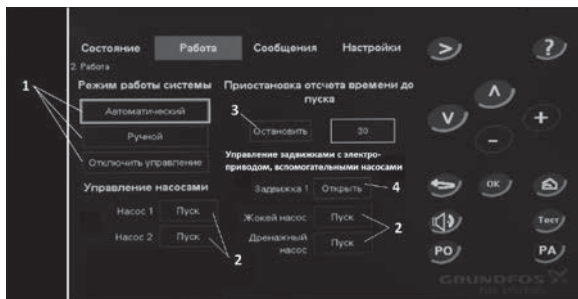 Состояние Работа Сообщения Настройки
2. Работа
Режим работы системы
1
Автоматический
Ручной
Отключить управление
Приостановка отсчета времени до
пуска
3
Остановить 30
Управление задвижками с электро-
приводом, вспомогательными насосами
Задвижка 1 Открыть 4
Управление насосами
Насос 1 Пуск
Насос 2 Пуск
2
Жокей насос Пуск
Дренажный
насос Пуск
2
>
?
Λ
V
+
-
OK
Тест
РО
РА
GRUNDFOS